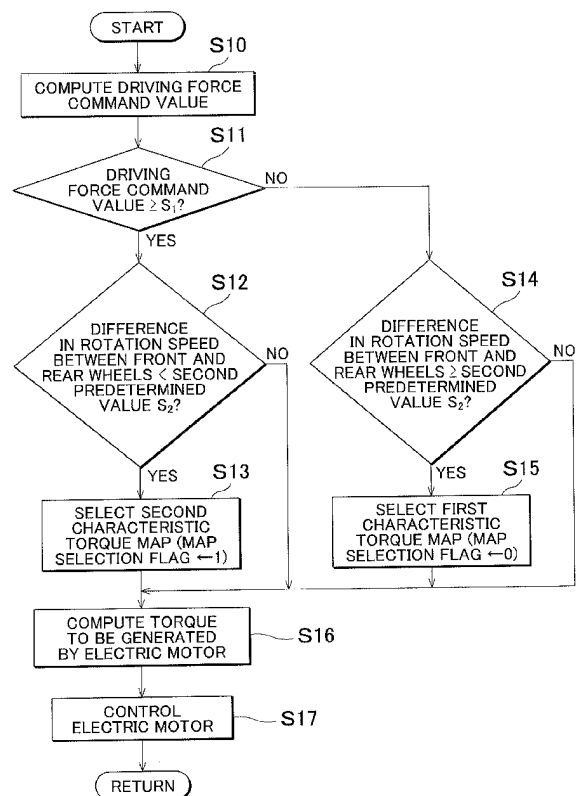 START
S10
COMPUTE DRIVING FORCE
COMMAND VALUE
S11
DRIVING
FORCE COMMAND
VALUE ≥ S₁?
NO
YES
S12
DIFFERENCE
IN ROTATION SPEED
BETWEEN FRONT AND
REAR WHEELS < SECOND
PREDETERMINED
VALUE S₂?
NO
YES
S14
DIFFERENCE
IN ROTATION SPEED
BETWEEN FRONT AND
REAR WHEELS ≥ SECOND
PREDETERMINED
VALUE S₂?
NO
YES
S13
SELECT SECOND
CHARACTERISTIC
TORQUE MAP (MAP
SELECTION FLAG ←1)
S15
SELECT FIRST
CHARACTERISTIC
TORQUE MAP (MAP
SELECTION FLAG ←0)
COMPUTE TORQUE
TO BE GENERATED
BY ELECTRIC MOTOR
S16
CONTROL
ELECTRIC MOTOR
S17
RETURN